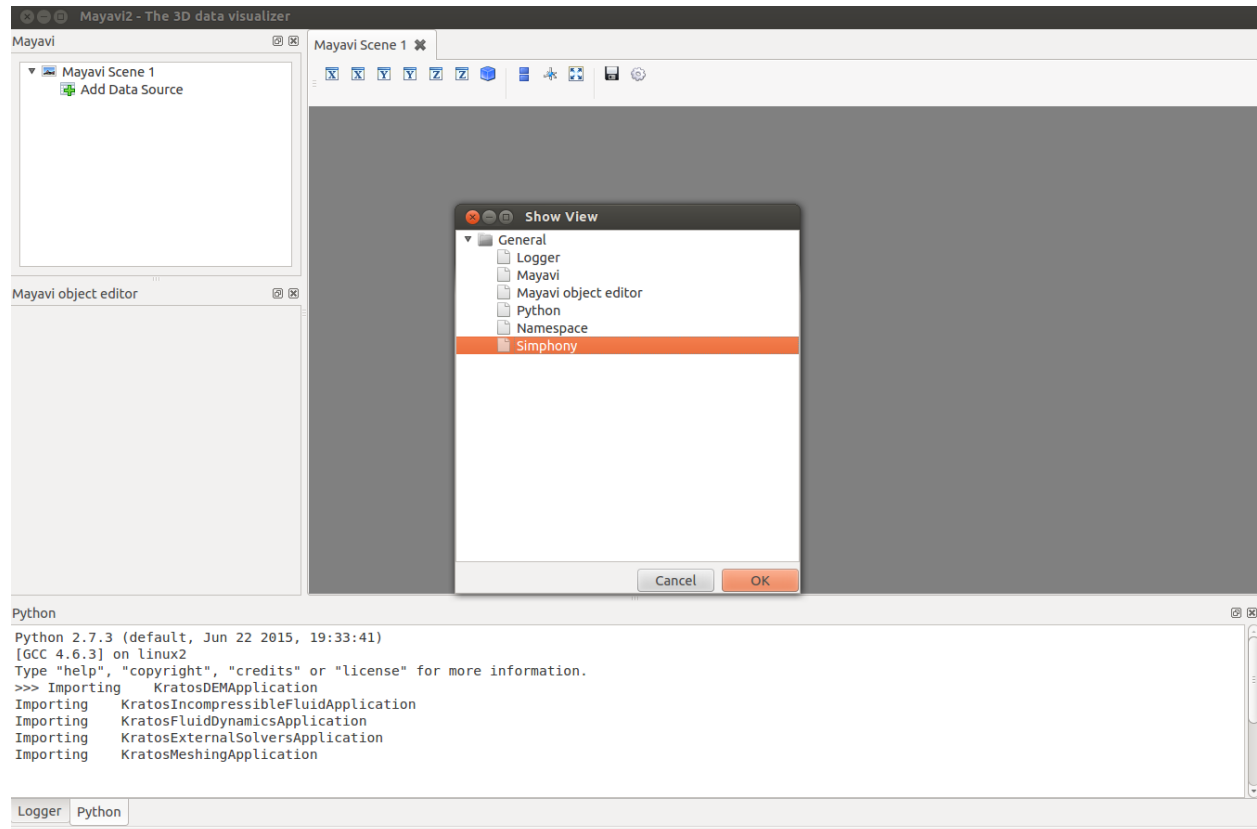 Mayavi2 - The 3D data visualizer
Mayavi
Mayavi Scene 1
Add Data Source
Mayavi Scene 1
X X Y Y Z Z
Show View
General
Logger
Mayavi
Mayavi object editor
Python
Namespace
Simphony
Cancel OK
Mayavi object editor
Python
Python 2.7.3 (default, Jun 22 2015, 19:33:41)
[GCC 4.6.3] on linux2
Type "help", "copyright", "credits" or "license" for more information.
>>> Importing    KratosDEMApplication
Importing    KratosIncompressibleFluidApplication
Importing    KratosFluidDynamicsApplication
Importing    KratosExternalSolversApplication
Importing    KratosMeshingApplication
Logger Python